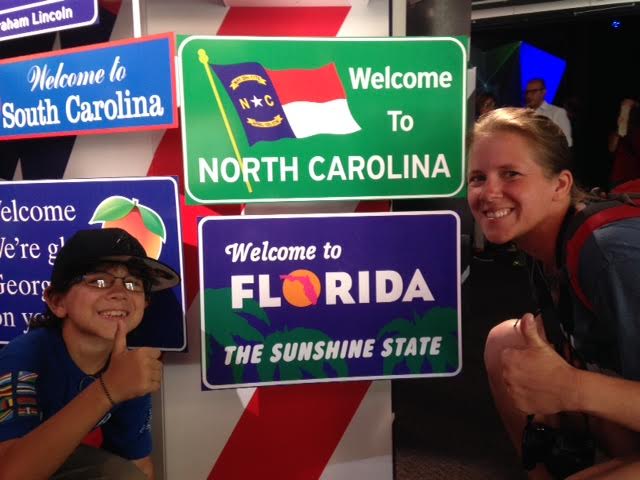 raham Lincoln
Welcome to
South Carolina
N★C
Welcome
To
NORTH CAROLINA
elcome
We're gl
Georg
on yo
Welcome to
FLORIDA
THE SUNSHINE STATE